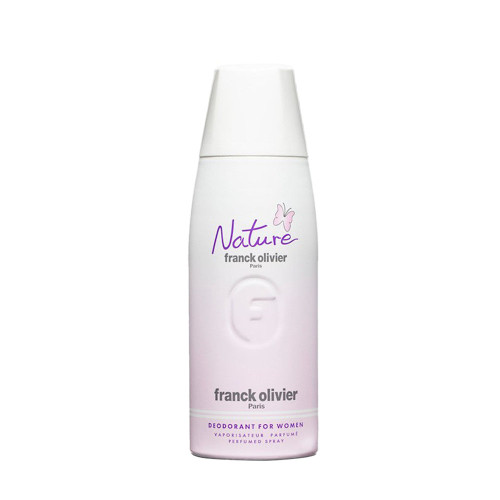 Nature
franck olivier
Paris
F
franck olivier
Paris
DEODORANT FOR WOMEN
VAPORISATEUR PARFUMÉ
PERFUMED SPRAY